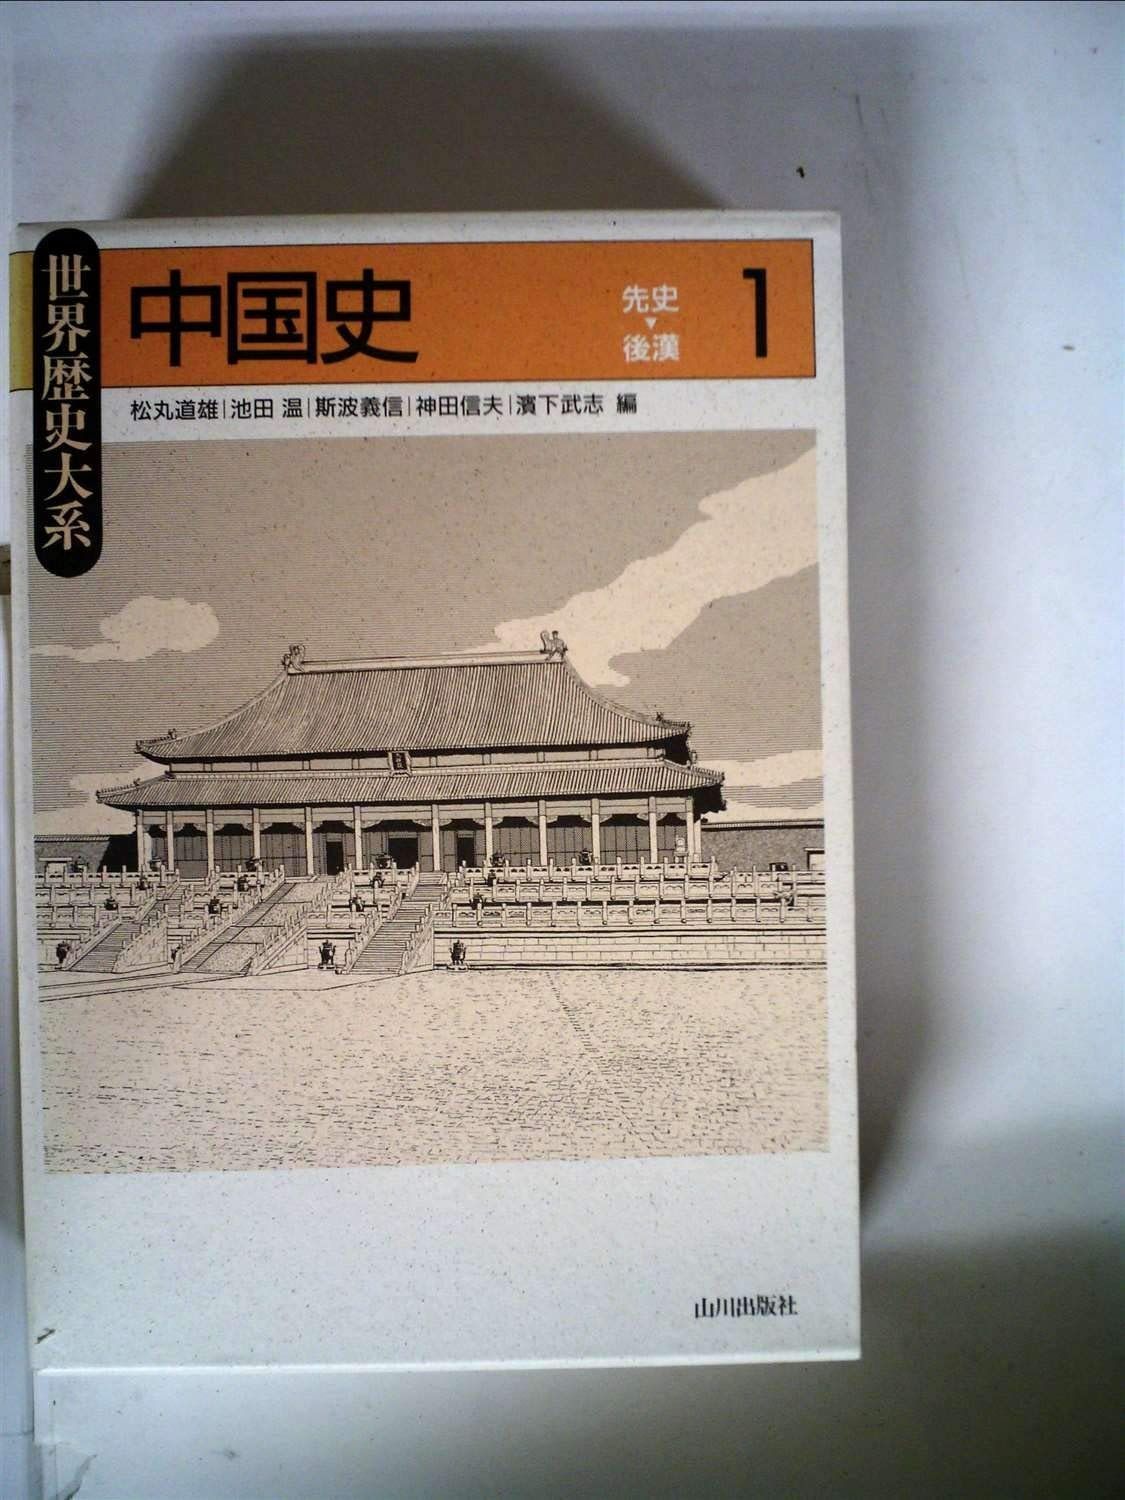 世界歴史大系
中国史
先史
▼
後漢
1
松丸道雄|池田 温|斯波義信|神田信夫|濱下武志 編
山川出版社